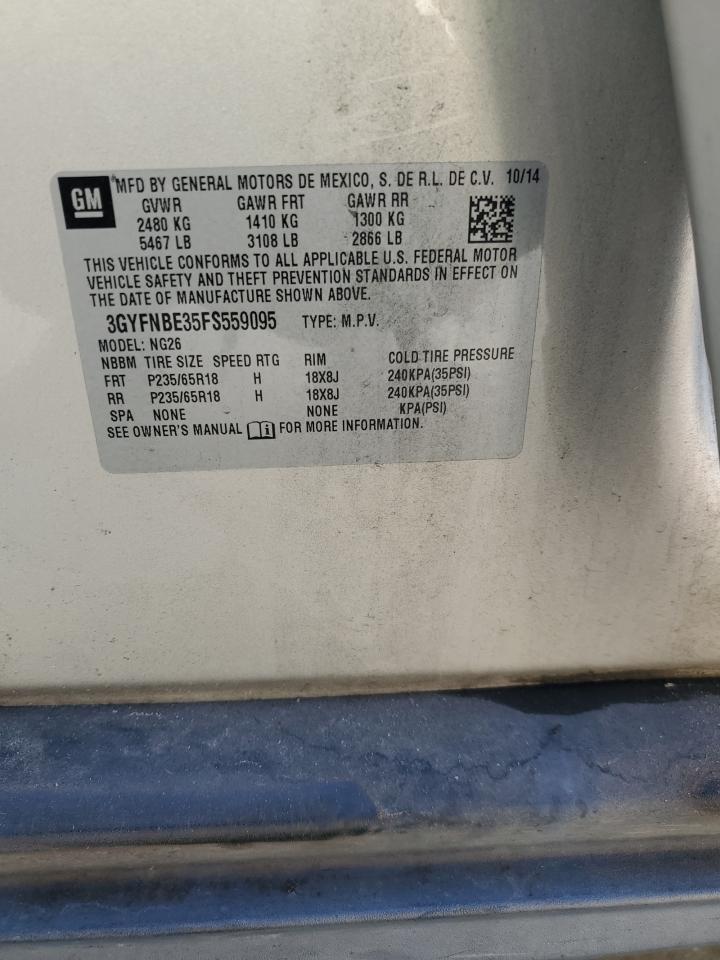 GM
MFD BY GENERAL MOTORS DE MEXICO, S. DE R.L. DE C.V. 10/14
GVWR GAWR FRT GAWR RR
2480 KG 1410 KG 1300 KG
5467 LB 3108 LB 2866 LB
THIS VEHICLE CONFORMS TO ALL APPLICABLE U.S. FEDERAL MOTOR
VEHICLE SAFETY AND THEFT PREVENTION STANDARDS IN EFFECT ON
THE DATE OF MANUFACTURE SHOWN ABOVE.
3GYFNBE35FS559095 TYPE: M.P.V.
MODEL: NG26
NBBM TIRE SIZE SPEED RTG RIM COLD TIRE PRESSURE
FRT P235/65R18 H 18X8J 240KPA(35PSI)
RR P235/65R18 H 18X8J 240KPA(35PSI)
SPA NONE NONE KPA(PSI)
SEE OWNER'S MANUAL FOR MORE INFORMATION.